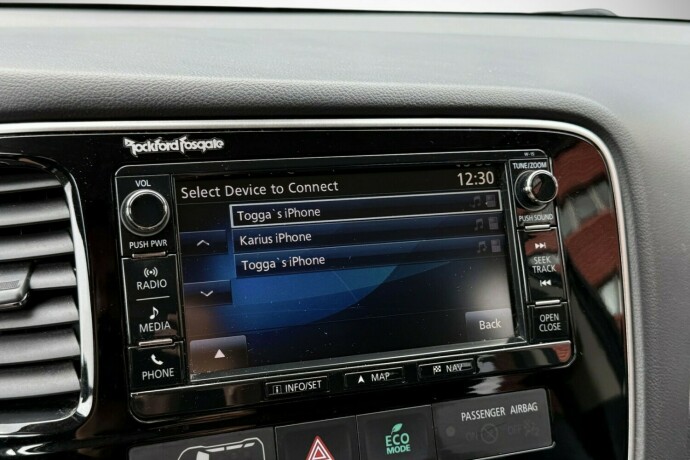 Rockford Fosgate
VOL
PUSH PWR
RADIO
MEDIA
PHONE
Select Device to Connect
12:30
Togga`s iPhone
Karius iPhone
Togga`s iPhone
Back
TUNE/ZOOM
PUSH SOUND
SEEK
TRACK
OPEN
CLOSE
INFO/SET
MAP
NAV
ECO
MODE
PASSENGER AIRBAG